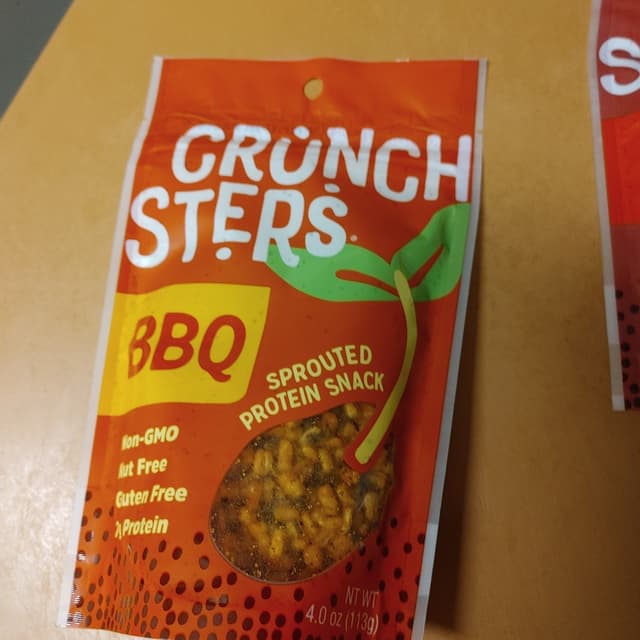 CRUNCH
STERS
BBQ
SPROUTED
PROTEIN SNACK
Non-GMO
Nut Free
Gluten Free
Protein
NT WT
4.0 oz (113g)
S